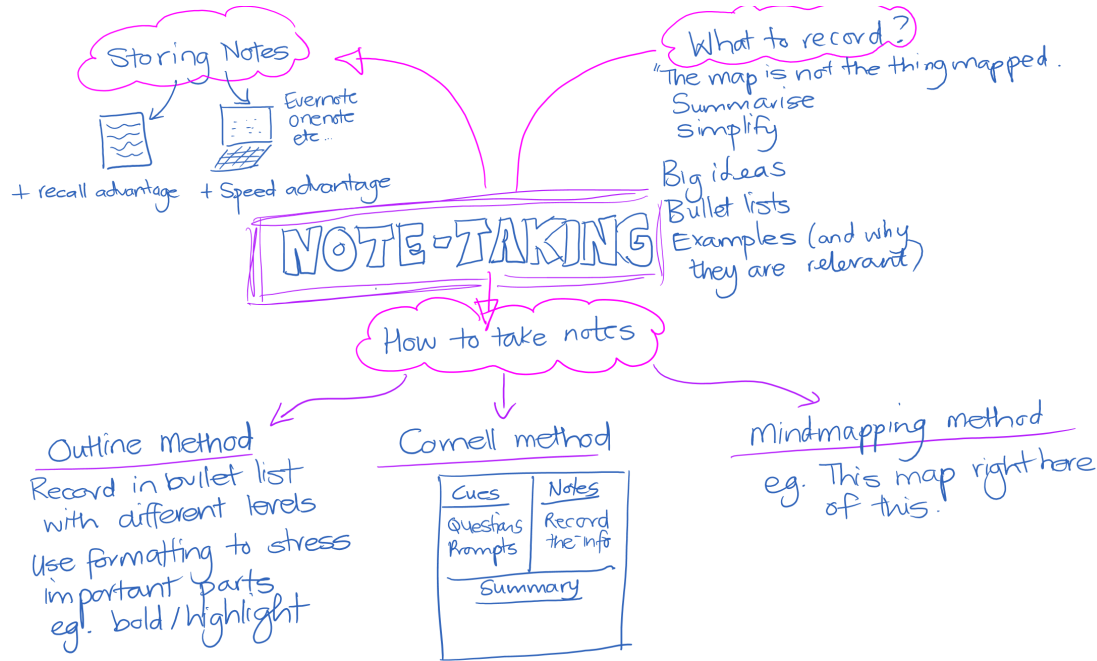 Storing Notes
Evernote
onenote
etc...
+ recall advantage
+ Speed advantage
What to record?
"The map is not the thing mapped.
Summarise
simplify
Big ideas
Bullet lists
Examples (and why
they are relevant)
NOTE-TAKING
How to take notes
Outline Method
Record in bullet list
with different levels
Use formatting to stress
important parts
eg. bold/highlight
Cornell method
Cues
Questions
Prompts
Notes
Record
the info
Summary
Mindmapping method
eg. This map right here
of this.